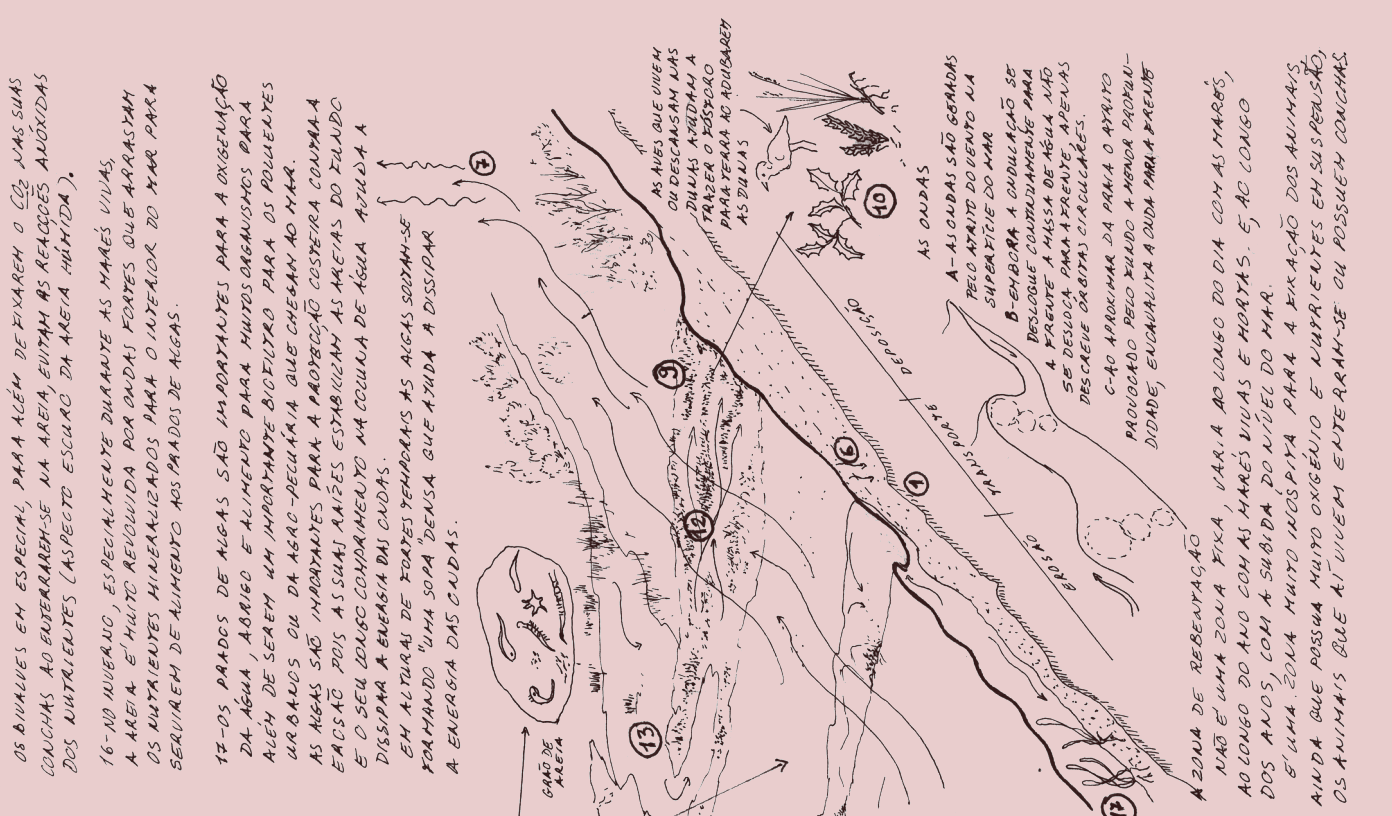 OS BIVALVES EM ESPECIAL PARA ALÉM DE FIXAREM O CO2 NAS SUAS
CONCHAS AO ENTERRAREM-SE NA AREIA, EVITAM AS REACÇÕES ANÓXIDAS
DOS NUTRIENTES (ASPECTO ESCURO DA AREIA HÚMIDA).
16-NO INVERNO, ESPECIALMENTE DURANTE AS MARÉS VIVAS,
A AREIA É MUITO REVOLVIDA POR ONDAS FORTES QUE ARRASTAM
OS NUTRIENTES MINERALIZADOS PARA O INTERIOR DO MAR PARA
SERVIREM DE ALIMENTO AOS PRADOS DE ALGAS.
17-OS PRADOS DE ALGAS SÃO IMPORTANTES PARA A OXIGENAÇÃO
DA ÁGUA, ABRIGO E ALIMENTO PARA MUITOS ORGANISMOS PARA
ALÉM DE SEREM UM IMPORTANTE BIOFILTRO PARA OS POLUENTES
URBANOS OU DA AGRO-PECUÁRIA QUE CHEGAM AO MAR.
AS ALGAS SÃO IMPORTANTES PARA A PROTECÇÃO COSTEIRA CONTRA A
EROSÃO POIS AS SUAS RAÍZES ESTABILIZAM AS AREIAS DO FUNDO
E O SEU LONGO COMPRIMENTO NA COLUNA DE ÁGUA AJUDA A
DISSIPAR A ENERGIA DAS ONDAS.
EM ALTURAS DE FORTES TEMPORAIS AS ALGAS SOLTAM-SE
FORMANDO "UMA SOPA DENSA QUE AJUDA A DISSIPAR
A ENERGIA DAS ONDAS.
7
GRÃO DE
AREIA
13
12
9
AS AVES QUE VIVEM
OU DESCANSAM NAS
DUNAS AJUDAM A
TRAZER O FÓSFORO
PARA TERRA AO ADUBAREM
AS DUNAS
10
6
1
EROSÃO
TRANSPORTE
DEPOSIÇÃO
17
AS ONDAS
A-AS ONDAS SÃO GERADAS
PELO ATRITO DO VENTO NA
SUPERFÍCIE DO MAR
B-EMBORA A ONDULAÇÃO SE
DESLOQUE CONTINUAMENTE PARA
A FRENTE A MASSA DE ÁGUA NÃO
SE DESLOCA PARA A FRENTE APENAS
DESCREVE ÓRBITAS CIRCULARES.
C-AO APROXIMAR DA PRAIA O ATRITO
PROVOCADO PELO FUNDO A MENOR PROFUN-
DIDADE, ENCAVALITA A ONDA PARA A FRENTE
A ZONA DE REBENTAÇÃO
NÃO É UMA ZONA FIXA, VARIA AO LONGO DO DIA COM AS MARÉS,
AO LONGO DO ANO COM AS MARÉS VIVAS E MORTAS. E, AO LONGO
DOS ANOS, COM A SUBIDA DO NÍVEL DO MAR.
É UMA ZONA MUITO INÓSPITA PARA A FIXAÇÃO DOS ANIMAIS,
AINDA QUE POSSUA MUITO OXIGÉNIO E NUTRIENTES EM SUSPENSÃO,
OS ANIMAIS QUE AÍ VIVEM ENTERRAM-SE OU POSSUEM CONCHAS.